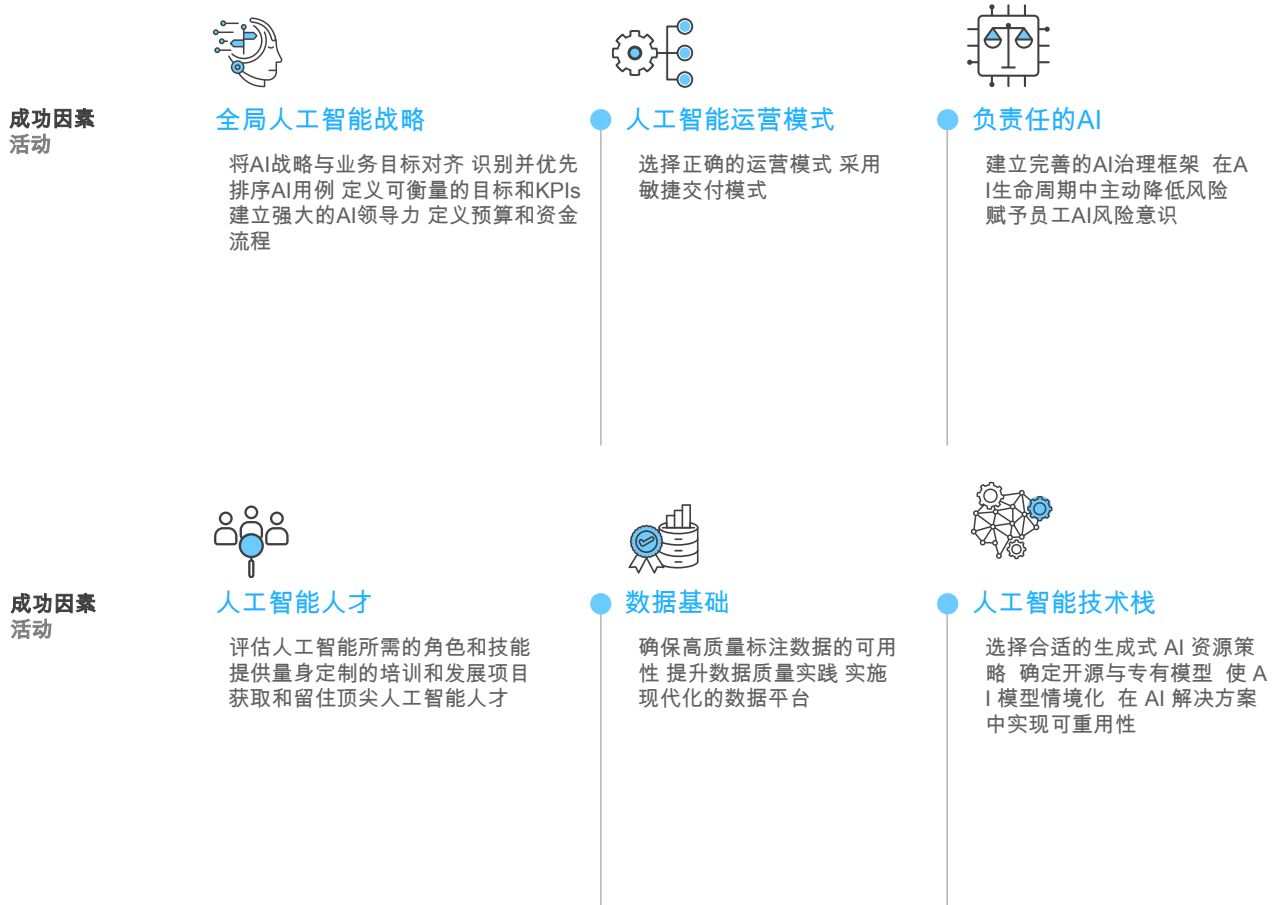 成功因素
活动
全局人工智能战略
将AI战略与业务目标对齐 识别并优先
排序AI用例 定义可衡量的目标和KPIs
建立强大的AI领导力 定义预算和资金
流程
人工智能运营模式
选择正确的运营模式 采用
敏捷交付模式
负责任的AI
建立完善的AI治理框架 在A
I生命周期中主动降低风险
赋予员工AI风险意识
成功因素
活动
人工智能人才
评估人工智能所需的角色和技能
提供量身定制的培训和发展项目
获取和留住顶尖人工智能人才
数据基础
确保高质量标注数据的可用
性 提升数据质量实践 实施
现代化的数据平台
人工智能技术栈
选择合适的生成式 AI 资源策
略 确定开源与专有模型 使 A
I 模型情境化 在 AI 解决方案
中实现可重用性